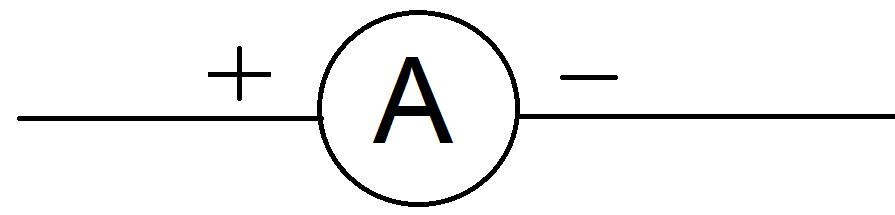 + A −